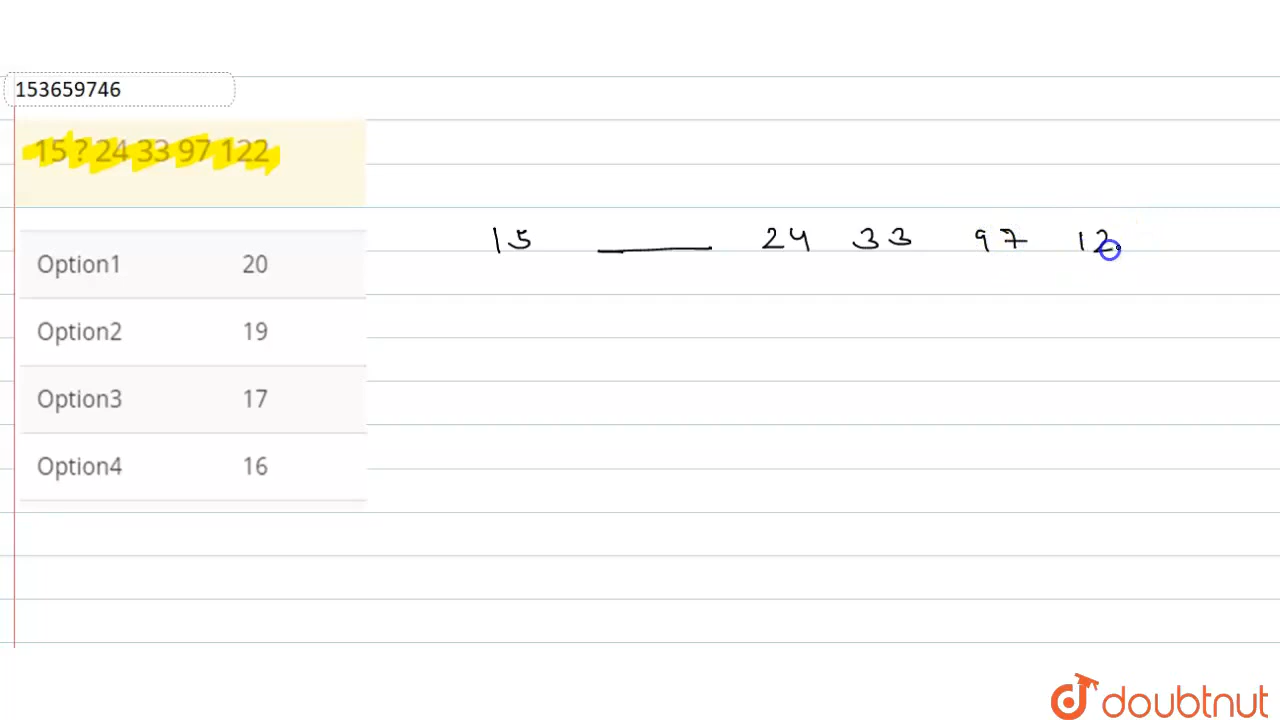 153659746
15 ? 24 33 97 122
15 ____ 24 33 97 12
Option1 20
Option2 19
Option3 17
Option4 16
doubtnut